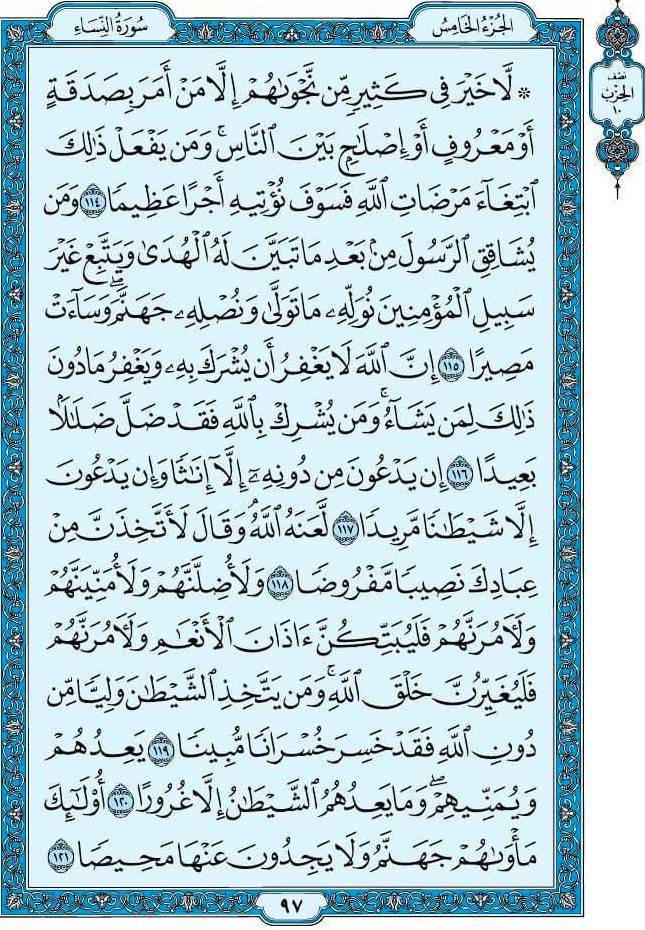 الجُزْءُ الخَامِسُ
سُورَةُ النِّسَاءِ
نصف
الحزب
١٠
۞ لَّا خَيْرَ فِي كَثِيرٖ مِّن نَّجۡوَىٰهُمۡ إِلَّا مَنۡ أَمَرَ بِصَدَقَةٍ
أَوۡ مَعۡرُوفٍ أَوۡ إِصۡلَٰحِۭ بَيۡنَ ٱلنَّاسِۚ وَمَن يَفۡعَلۡ ذَٰلِكَ
ٱبۡتِغَآءَ مَرۡضَاتِ ٱللَّهِ فَسَوۡفَ نُؤۡتِيهِ أَجۡرًا عَظِيمٗا ١١٤ وَمَن
يُشَاقِقِ ٱلرَّسُولَ مِنۢ بَعۡدِ مَا تَبَيَّنَ لَهُ ٱلۡهُدَىٰ وَيَتَّبِعۡ غَيۡرَ
سَبِيلِ ٱلۡمُؤۡمِنِينَ نُوَلِّهِۦ مَا تَوَلَّىٰ وَنُصۡلِهِۦ جَهَنَّمَۖ وَسَآءَتۡ
مَصِيرًا ١١٥ إِنَّ ٱللَّهَ لَا يَغۡفِرُ أَن يُشۡرَكَ بِهِۦ وَيَغۡفِرُ مَا دُونَ
ذَٰلِكَ لِمَن يَشَآءُۚ وَمَن يُشۡرِكۡ بِٱللَّهِ فَقَدۡ ضَلَّ ضَلَٰلَۢا
بَعِيدًا ١١٦ إِن يَدۡعُونَ مِن دُونِهِۦٓ إِلَّآ إِنَٰثٗا وَإِن يَدۡعُونَ
إِلَّا شَيۡطَٰنٗا مَّرِيدٗا ١١٧ لَّعَنَهُ ٱللَّهُۘ وَقَالَ لَأَتَّخِذَنَّ مِنۡ
عِبَادِكَ نَصِيبٗا مَّفۡرُوضٗا ١١٨ وَلَأُضِلَّنَّهُمۡ وَلَأُمَنِّيَنَّهُمۡ
وَلَأٓمُرَنَّهُمۡ فَلَيُبَتِّكُنَّ ءَاذَانَ ٱلۡأَنۡعَٰمِ وَلَأٓمُرَنَّهُمۡ
فَلَيُغَيِّرُنَّ خَلۡقَ ٱللَّهِۚ وَمَن يَتَّخِذِ ٱلشَّيۡطَٰنَ وَلِيّٗا مِّن
دُونِ ٱللَّهِ فَقَدۡ خَسِرَ خُسۡرَانٗا مُّبِينٗا ١١٩ يَعِدُهُمۡ
وَيُمَنِّيهِمۡۖ وَمَا يَعِدُهُمُ ٱلشَّيۡطَٰنُ إِلَّا غُرُورًا ١٢٠ أُوْلَٰٓئِكَ
مَأۡوَىٰهُمۡ جَهَنَّمُ وَلَا يَجِدُونَ عَنۡهَا مَحِيصٗا ١٢١
٩٧